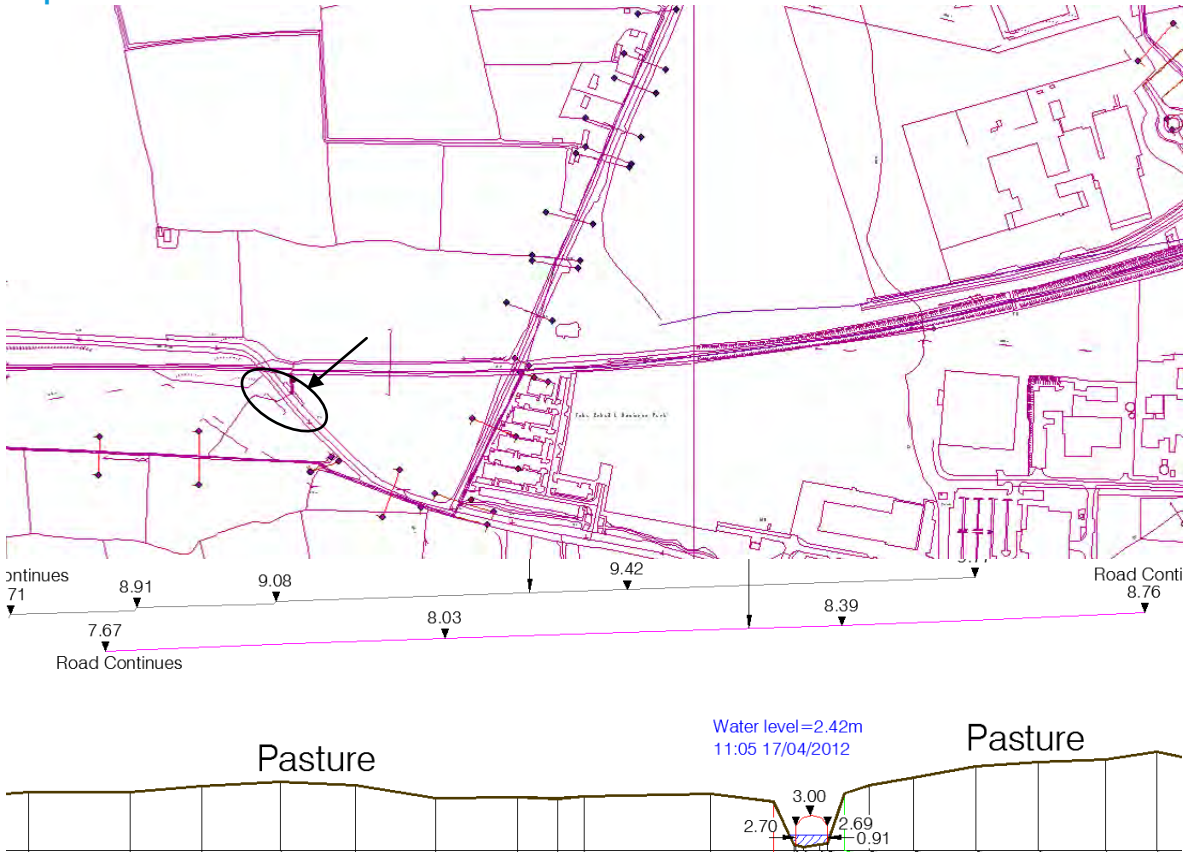 ontinues
71
8.91
9.08
9.42
Road Conti
8.76
7.67
8.03
8.39
Road Continues
Water level=2.42m
11:05 17/04/2012
Pasture
Pasture
3.00
2.70
2.69
0.91